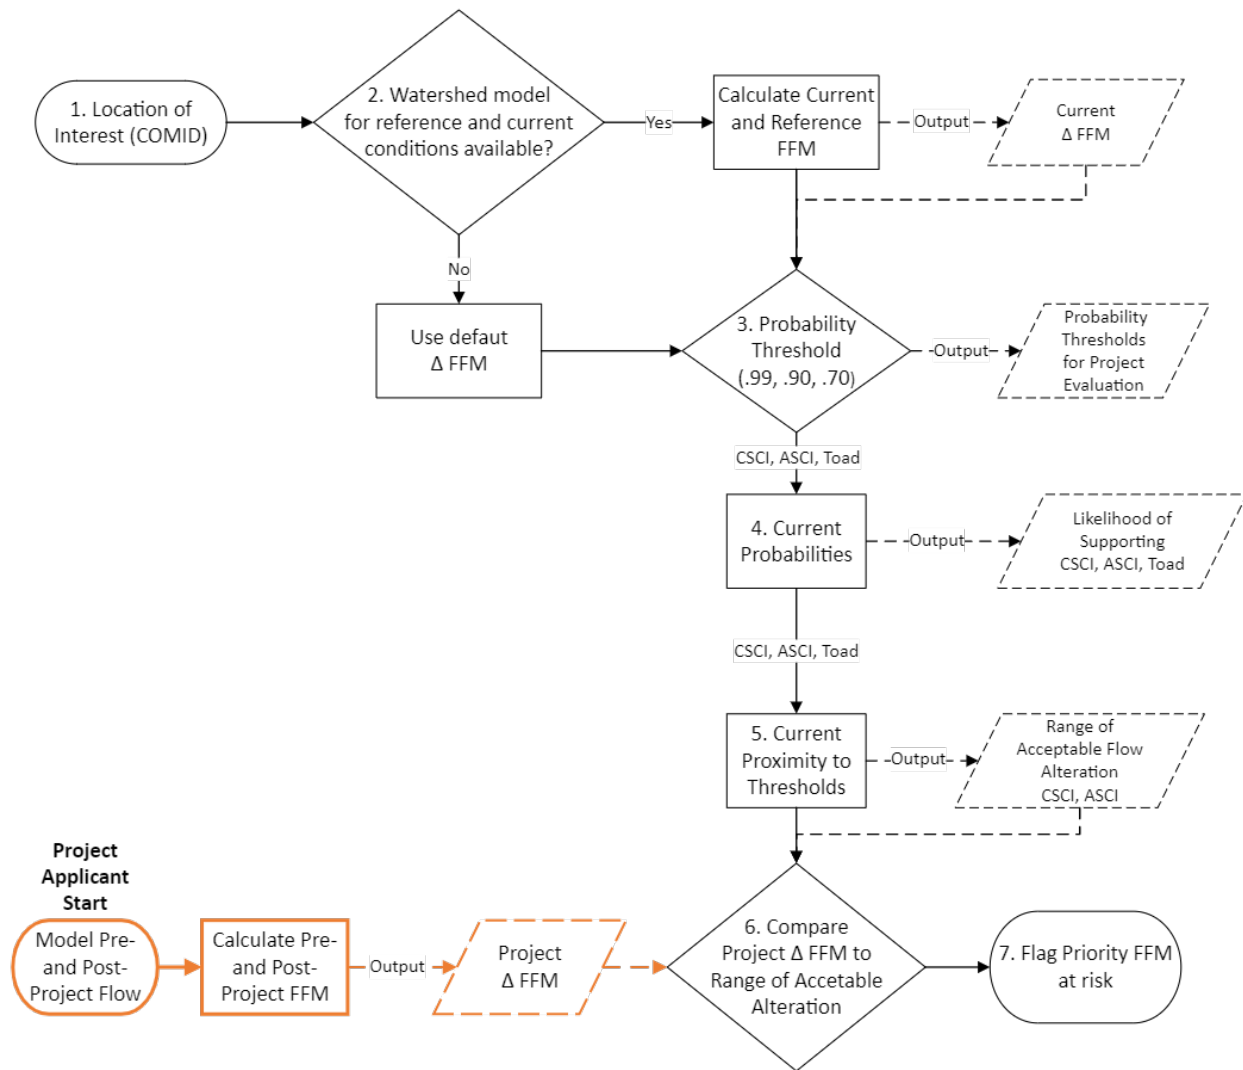 1. Location of
Interest (COMID)
2. Watershed model
for reference and current
conditions available?
Yes
Calculate Current
and Reference
FFM
Output
Current
Δ FFM
No
Use defaut
Δ FFM
3. Probability
Threshold
(.99, .90, .70)
Output
Probability
Thresholds
for Project
Evaluation
CSCI, ASCI, Toad
4. Current
Probabilities
Output
Likelihood of
Supporting
CSCI, ASCI, Toad
CSCI, ASCI, Toad
5. Current
Proximity to
Thresholds
Output
Range of
Acceptable Flow
Alteration
CSCI, ASCI
Project
Applicant
Start
Model Pre-
and Post-
Project Flow
Calculate Pre-
and Post-
Project FFM
Output
Project
Δ FFM
6. Compare
Project Δ FFM to
Range of Accetable
Alteration
7. Flag Priority FFM
at risk